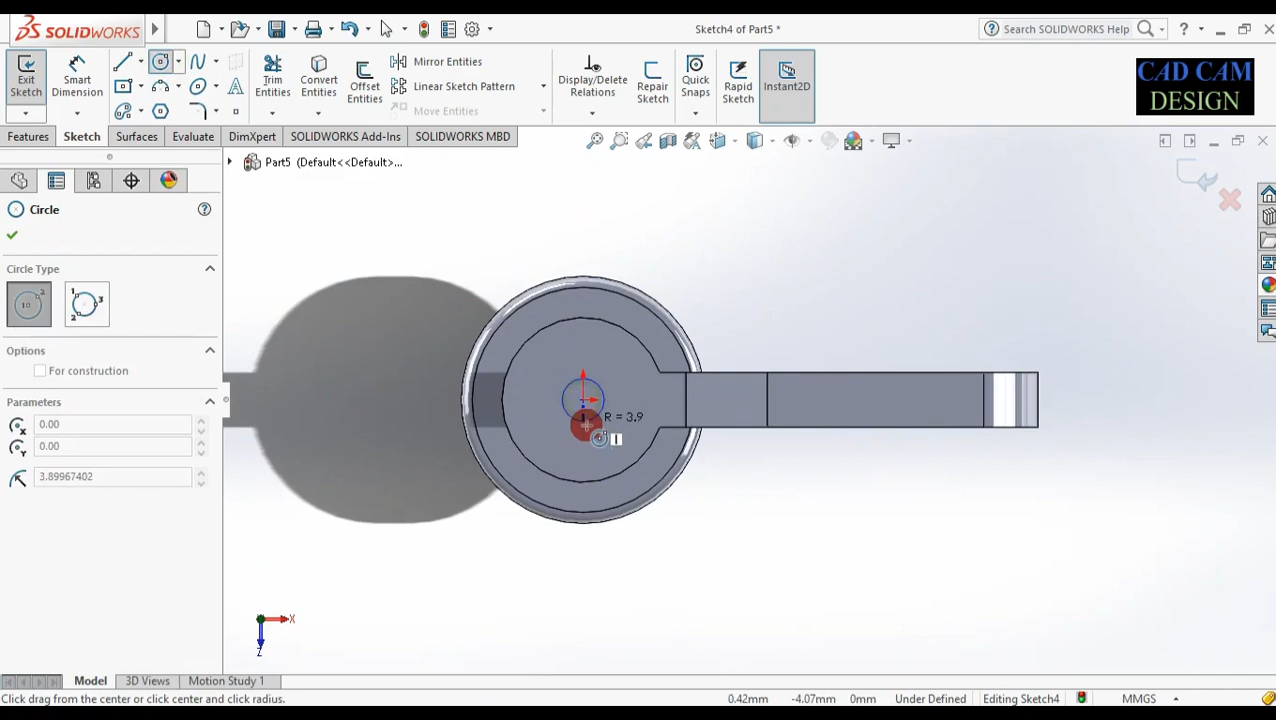 SOLIDWORKS
Sketch4 of Part5 *
Search SOLIDWORKS Help
?
Exit Sketch
Smart Dimension
Trim Entities
Convert Entities
Offset Entities
Mirror Entities
Linear Sketch Pattern
Move Entities
Display/Delete Relations
Repair Sketch
Quick Snaps
Rapid Sketch
Instant2D
CAD CAM
DESIGN
Features
Sketch
Surfaces
Evaluate
DimXpert
SOLIDWORKS Add-Ins
SOLIDWORKS MBD
Part5 (Default<<Default>...
Circle
?
Circle Type
Options
For construction
Parameters
0.00
0.00
3.89967402
R = 3.9
X
Z
Model
3D Views
Motion Study 1
Click drag from the center or click center and click radius.
0.42mm
-4.07mm
0mm
Under Defined
Editing Sketch4
MMGS